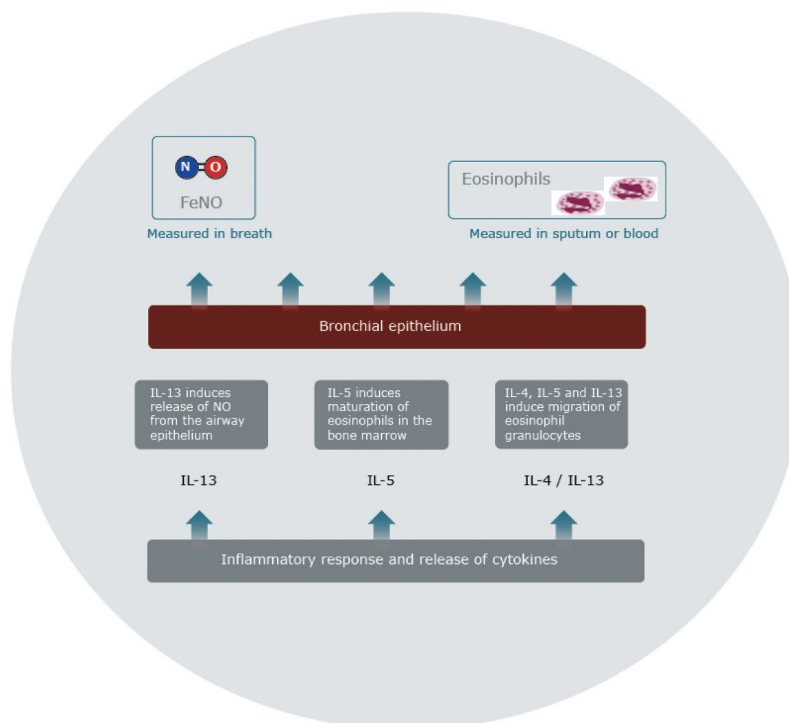 N O
FeNO
Measured in breath
Eosinophils
Measured in sputum or blood
Bronchial epithelium
IL-13 induces
release of NO
from the airway
epithelium
IL-5 induces
maturation of
eosinophils in the
bone marrow
IL-4, IL-5 and IL-13
induce migration of
eosinophil
granulocytes
IL-13
IL-5
IL-4 / IL-13
Inflammatory response and release of cytokines